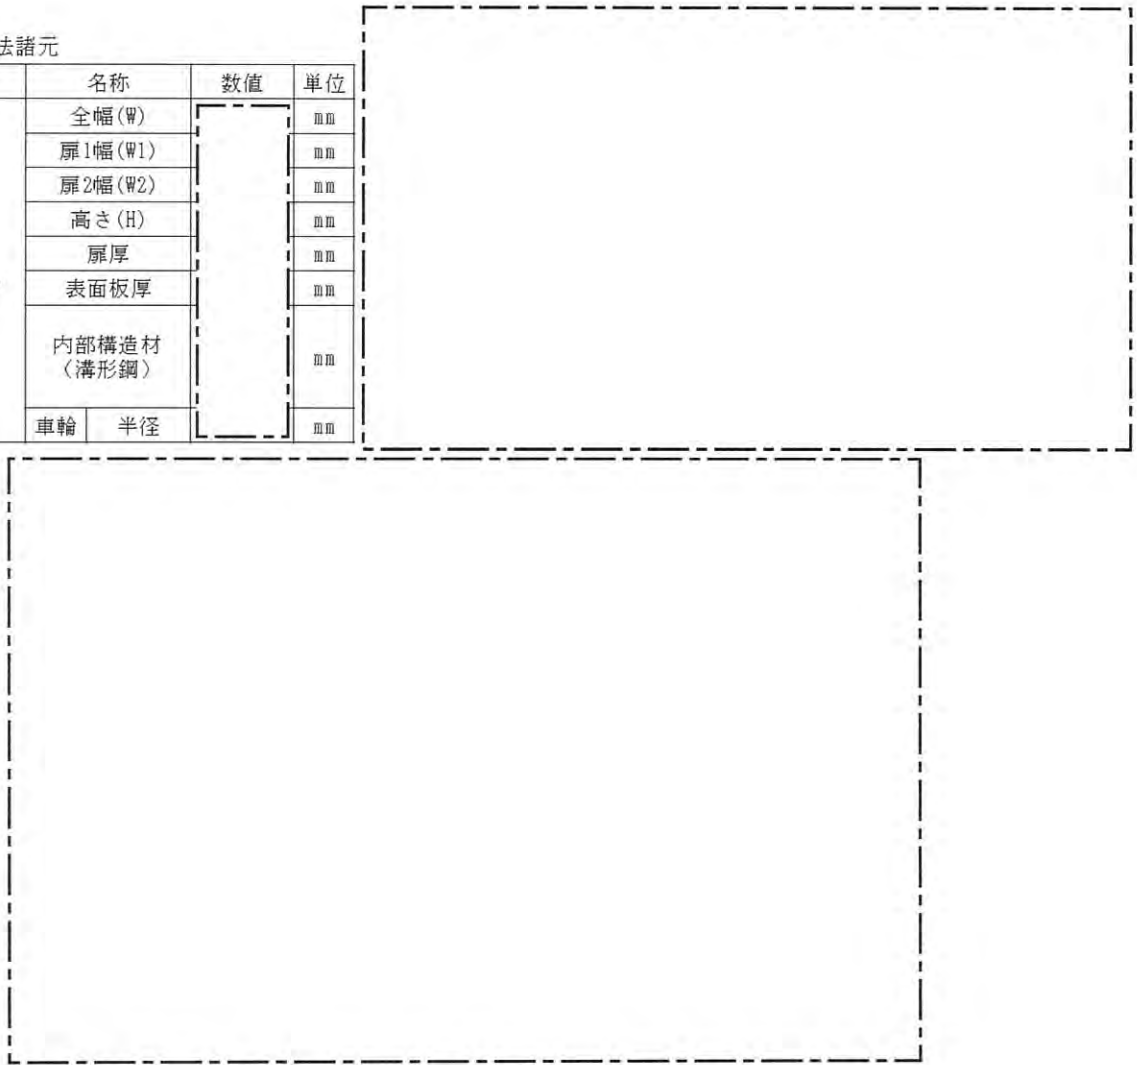 法諸元
名称 数値 単位
全幅(W) mm
扉1幅(W1) mm
扉2幅(W2) mm
高さ(H) mm
扉厚 mm
表面板厚 mm
内部構造材
(溝形鋼) mm
車輪 半径 mm